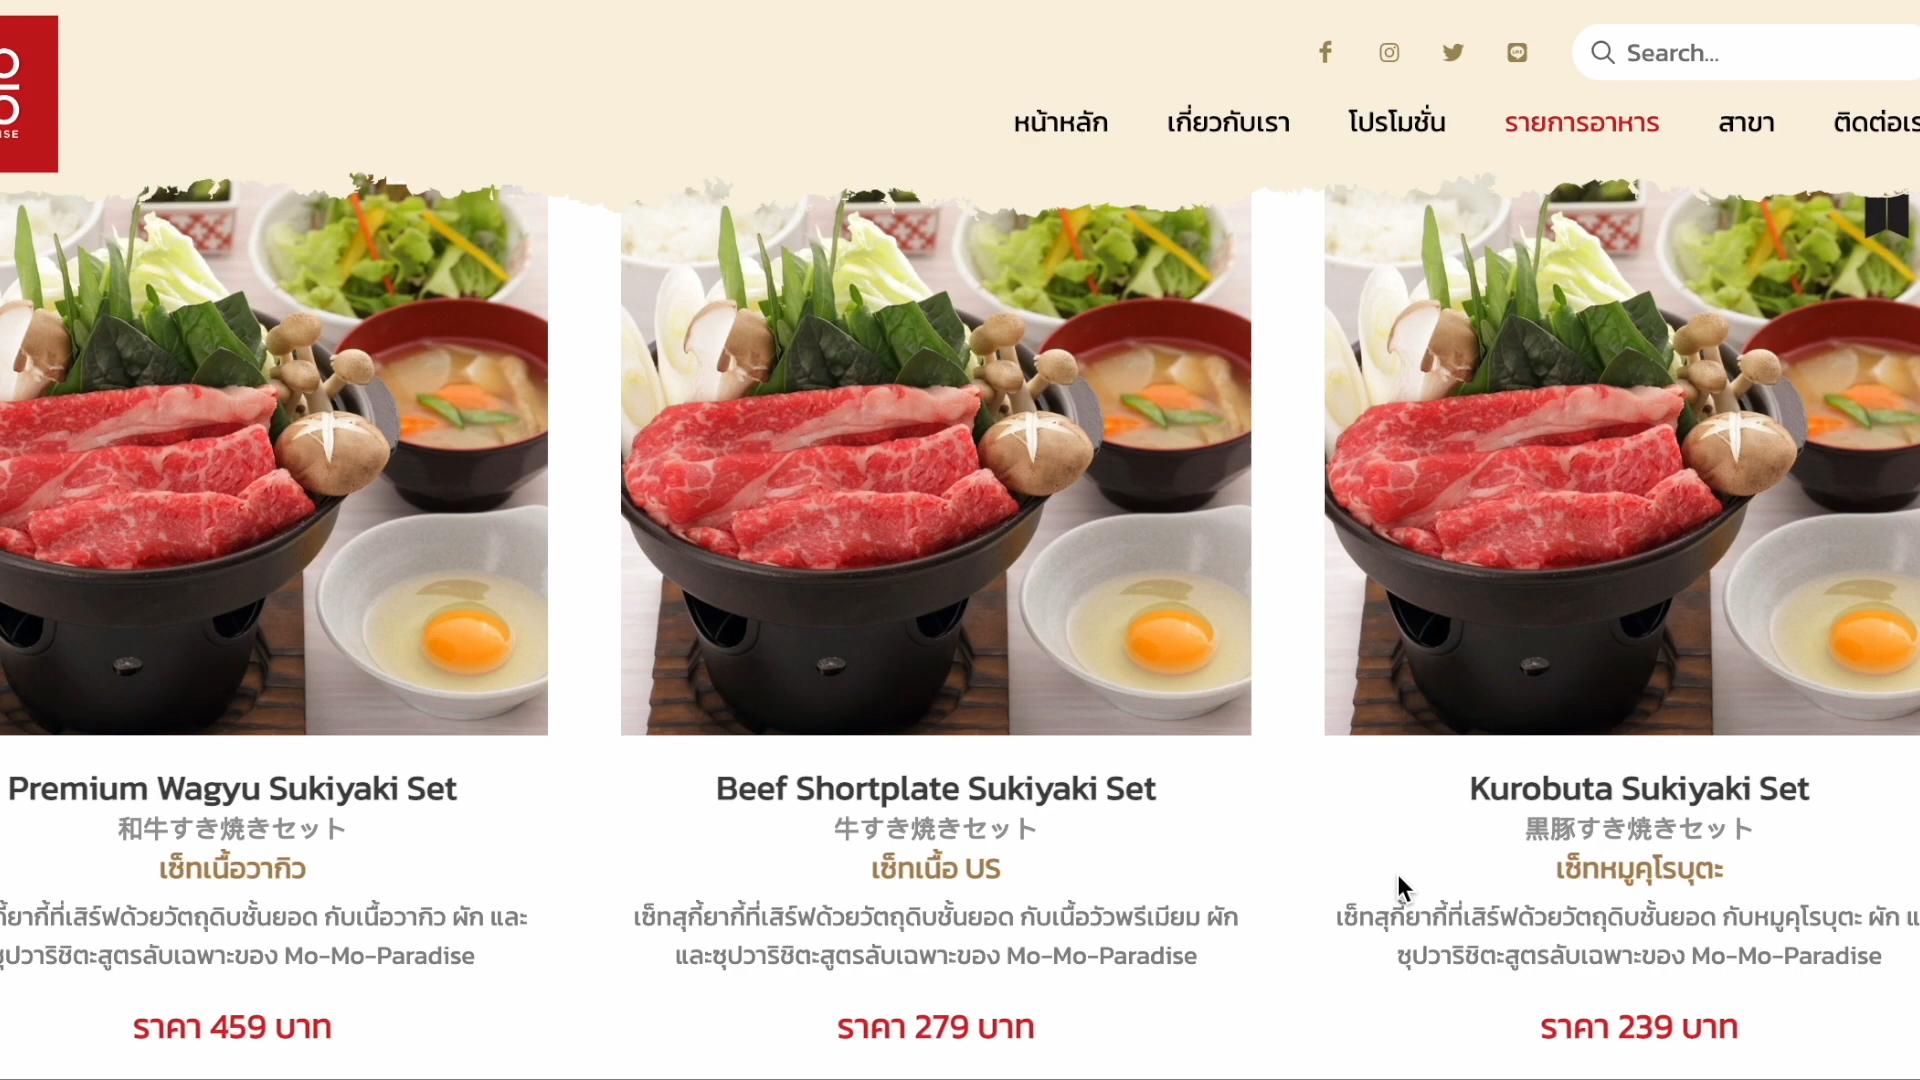 Search...
หน้าหลัก เกี่ยวกับเรา โปรโมชั่น รายการอาหาร สาขา
Premium Wagyu Sukiyaki Set
和牛すき焼きセット
เซ็ทเนื้อวากิว
ที่เสิร์ฟด้วยวัตถุดิบชั้นยอด กับเนื้อวากิว ผัก และ
สูตรลับเฉพาะของ Mo-Mo-Paradise
ราคา 459 บาท
Beef Shortplate Sukiyaki Set
牛すき焼きセット
เซ็ทเนื้อ US
เซ็ทสุกี้ยากี้ที่เสิร์ฟด้วยวัตถุดิบชั้นยอด กับเนื้อวัวพรีเมียม ผัก
และซุปวาริชิตะสูตรลับเฉพาะของ Mo-Mo-Paradise
ราคา 279 บาท
Kurobuta Sukiyaki Set
黒豚すき焼きセット
เซ็ทหมูคุโรบุตะ
เซ็ทสุกี้ยากี้ที่เสิร์ฟด้วยวัตถุดิบชั้นยอด กับหมูคุโรบุตะ ผัก
ซุปวาริชิตะสูตรลับเฉพาะของ Mo-Mo-Paradise
ราคา 239 บาท